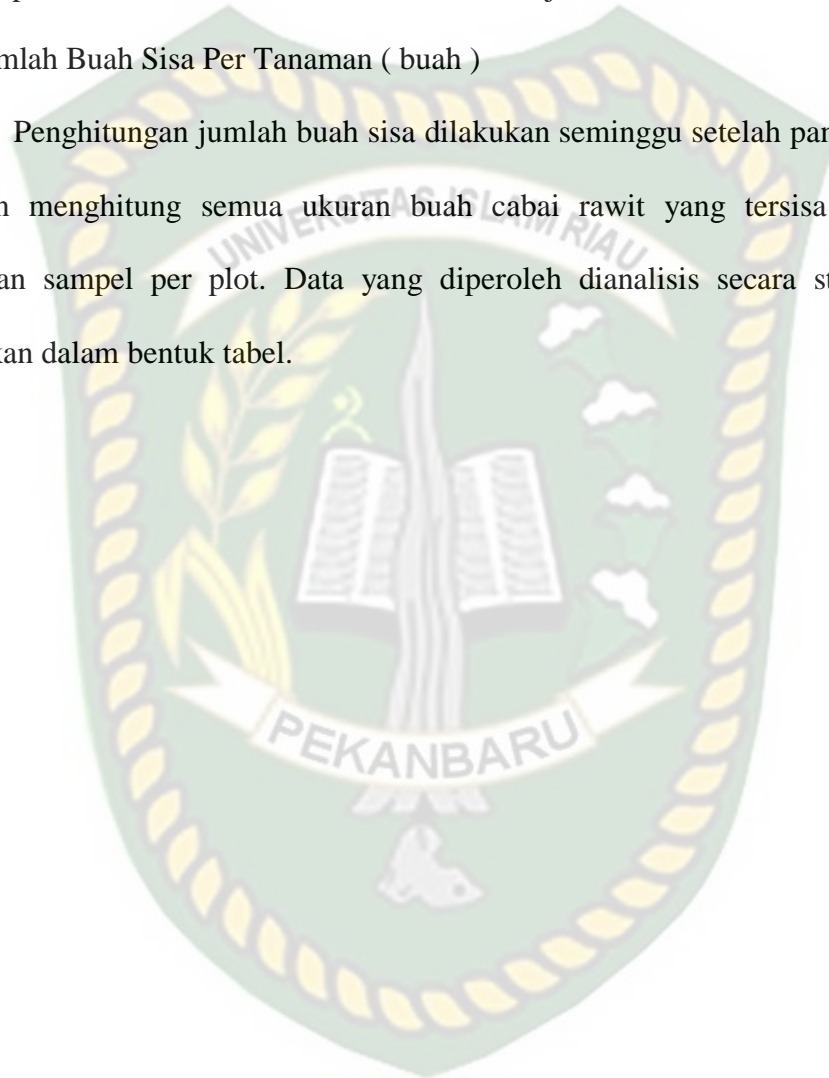 mlah Buah Sisa Per Tanaman ( buah )
Penghitungan jumlah buah sisa dilakukan seminggu setelah pan
menghitung semua ukuran buah cabai rawit yang tersisa
an sampel per plot. Data yang diperoleh dianalisis secara st
kan dalam bentuk tabel.
UNIVERSITAS ISLAM RIAU
PEKANBARU